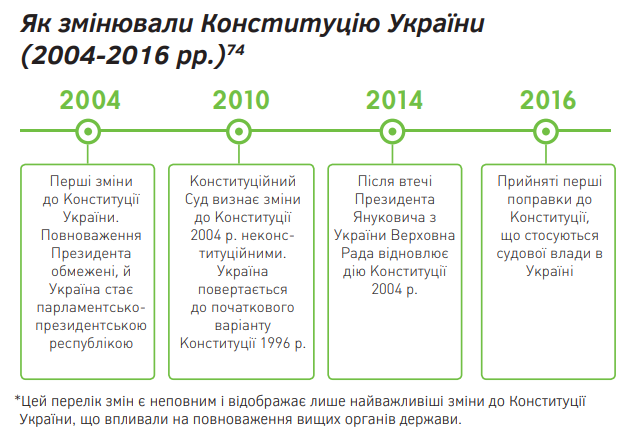 Як змінювали Конституцію України
(2004-2016 рр.)74
2004
2010
2014
2016
Перші зміни
до Конституції
України.
Повноваження
Президента
обмежені, й
Україна стає
парламентсько-
президентською
республікою
Конституційний
Суд визнає зміни
до Конституції
2004 р. неконс-
титуційними.
Україна
повертається
до початкового
варіанту
Конституції 1996 р.
Після втечі
Президента
Януковича з
України Верховна
Рада відновлює
дію Конституції
2004 р.
Прийняті перші
поправки до
Конституції,
що стосуються
судової влади в
Україні
*Цей перелік змін є неповним і відображає лише найважливіші зміни до Конституції
України, що впливали на повноваження вищих органів держави.